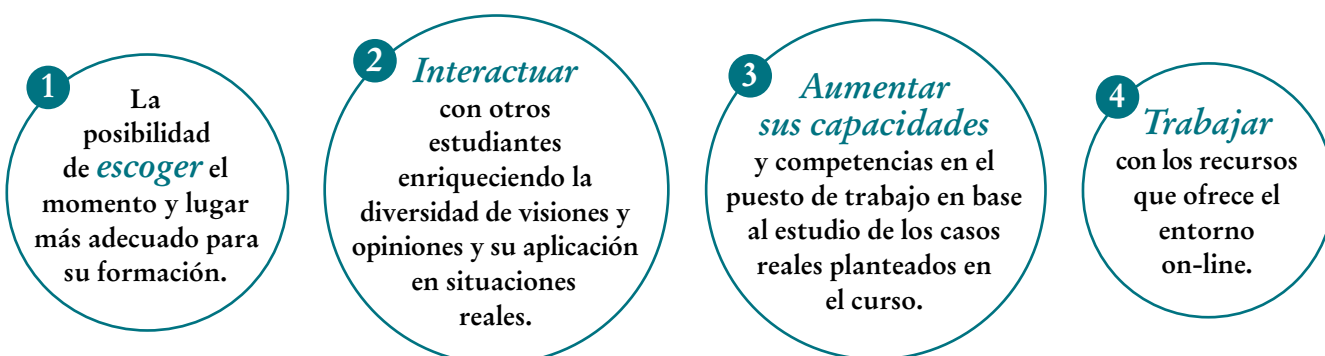 1
La
posibilidad
de escoger el
momento y lugar
más adecuado para
su formación.
2
Interactuar
con otros
estudiantes
enriqueciendo la
diversidad de visiones y
opiniones y su aplicación
en situaciones
reales.
3
Aumentar
sus capacidades
y competencias en el
puesto de trabajo en base
al estudio de los casos
reales planteados en
el curso.
4
Trabajar
con los recursos
que ofrece el
entorno
on-line.